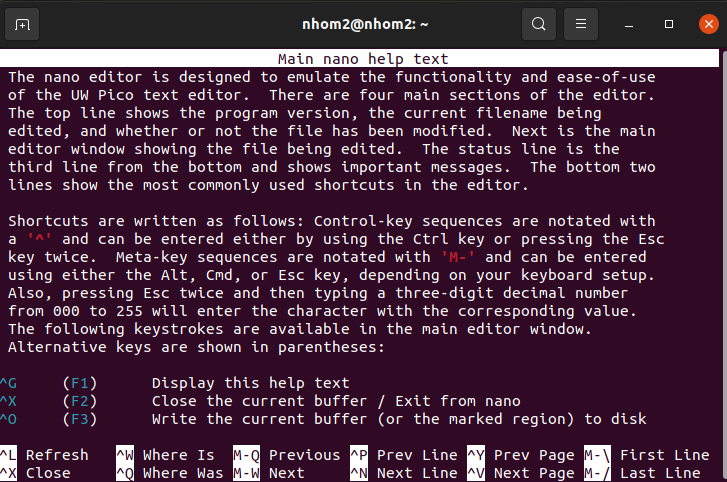 nhom2@nhom2: ~
Main nano help text
The nano editor is designed to emulate the functionality and ease-of-use
of the UW Pico text editor.  There are four main sections of the editor.
The top line shows the program version, the current filename being
edited, and whether or not the file has been modified.  Next is the main
editor window showing the file being edited.  The status line is the
third line from the bottom and shows important messages.  The bottom two
lines show the most commonly used shortcuts in the editor.

Shortcuts are written as follows: Control-key sequences are notated with
a '^' and can be entered either by using the Ctrl key or pressing the Esc
key twice.  Meta-key sequences are notated with 'M-' and can be entered
using either the Alt, Cmd, or Esc key, depending on your keyboard setup.
Also, pressing Esc twice and then typing a three-digit decimal number
from 000 to 255 will enter the character with the corresponding value.
The following keystrokes are available in the main editor window.
Alternative keys are shown in parentheses:

^G     (F1)      Display this help text
^X     (F2)      Close the current buffer / Exit from nano
^O     (F3)      Write the current buffer (or the marked region) to disk

^L Refresh   ^W Where Is  M-Q Previous ^P Prev Line ^Y Prev Page M-\ First Line
^X Close     ^Q Where Was M-W Next     ^N Next Line ^V Next Page M-/ Last Line